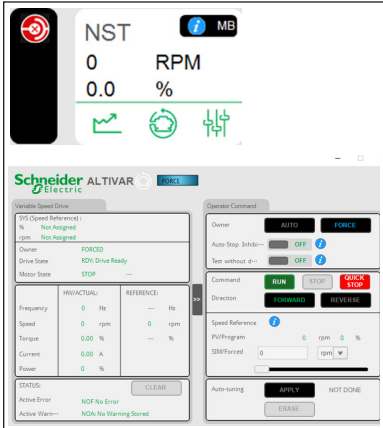 NST
i MB
0 RPM
0.0 %
Schneider Electric
ALTIVAR
FORCE
Variable Speed Drive
SYS (Speed Reference) :
% Not Assigned
rpm Not Assigned
Owner FORCED
Drive State RDY: Drive Ready
Motor State STOP ---
HW/ACTUAL: REFERENCE:
Frequency 0 Hz --- Hz
Speed 0 rpm 0 rpm
Torque 0.00 % --- %
Current 0.00 A
Power 0 %
STATUS: CLEAR
Active Error NOF No Error
Active Warn··· NOA: No Warning Stored
>>
Operator Command
Owner AUTO FORCE
Auto-Stop (Inhibi··· OFF i
Test without d··· OFF i
Command RUN STOP QUICK STOP
Direction FORWARD REVERSE
Speed Reference i
PV/Program 0 rpm 0 %
SIM/Forced 0 rpm
Auto-tuning APPLY NOT DONE
ERASE